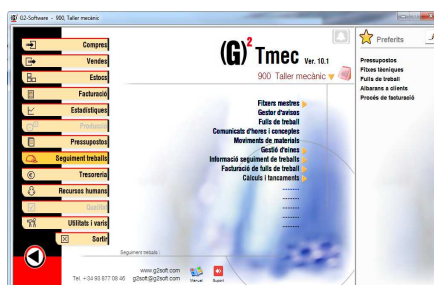 G2-Software - 900, Taller mecànic
Compres
Vendes
Estocs
Facturació
Estadístiques
Producció
Pressupostos
Seguiment treballs
Tresoreria
Recursos humans
Qualitat
Utilitats i varis
Sortir
(G)² Tmec Ver. 10.1
900 Taller mecànic
Fitxers mestres
Gestor d'avisos
Fulls de treball
Comunicats d'hores i conceptes
Moviments de materials
Gestió d'eines
Informació seguiment de treballs
Facturació de fulls de treball
Càlculs i tancaments
--------
--------
--------
--------
--------
Seguiment treballs :
www.g2soft.com
Tel. +34 93 877 08 46 g2soft@g2soft.com
Manual
Suport
Preferits
Pressupostos
Fitxes tècniques
Fulls de treball
Albarans a clients
Procés de facturació